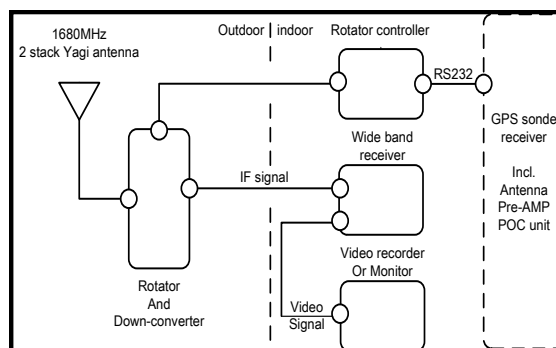 1680MHz
2 stack Yagi antenna
Outdoor
indoor
Rotator controller
RS232
GPS sonde
receiver
Incl.
Antenna
Pre-AMP
POC unit
Wide band
receiver
IF signal
Video recorder
Or Monitor
Rotator
And
Down-converter
Video
Signal